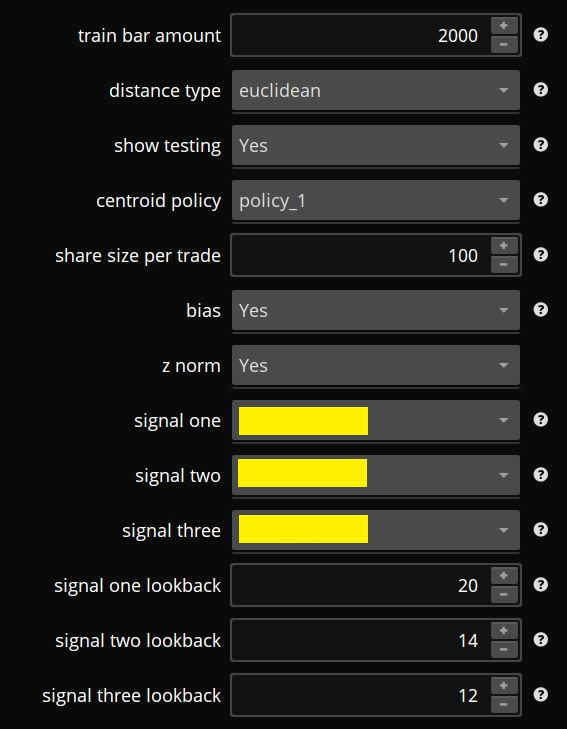 train bar amount 2000
distance type euclidean
show testing Yes
centroid policy policy_1
share size per trade 100
bias Yes
z norm Yes
signal one
signal two
signal three
signal one lookback 20
signal two lookback 14
signal three lookback 12